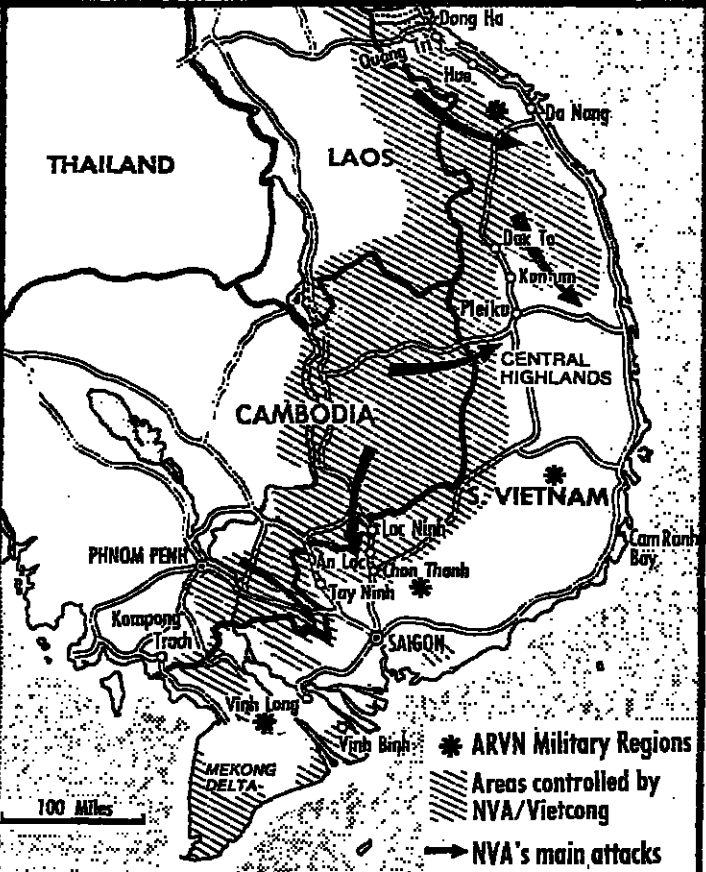 Dong Ha
Quang Tri
Hue
Da Nang
THAILAND
LAOS
Dak To
Kontum
Pleiku
CENTRAL
HIGHLANDS
CAMBODIA
S. VIETNAM
Loc Ninh
PHNOM PENH
An Loc
Chon Thanh
Cam Ranh
Bay
Tay Ninh
Kompong
Trach
SAIGON
Vinh Long
Vinh Binh
MEKONG
DELTA
100 Miles
ARVN Military Regions
Areas controlled by
NVA/Vietcong
NVA's main attacks